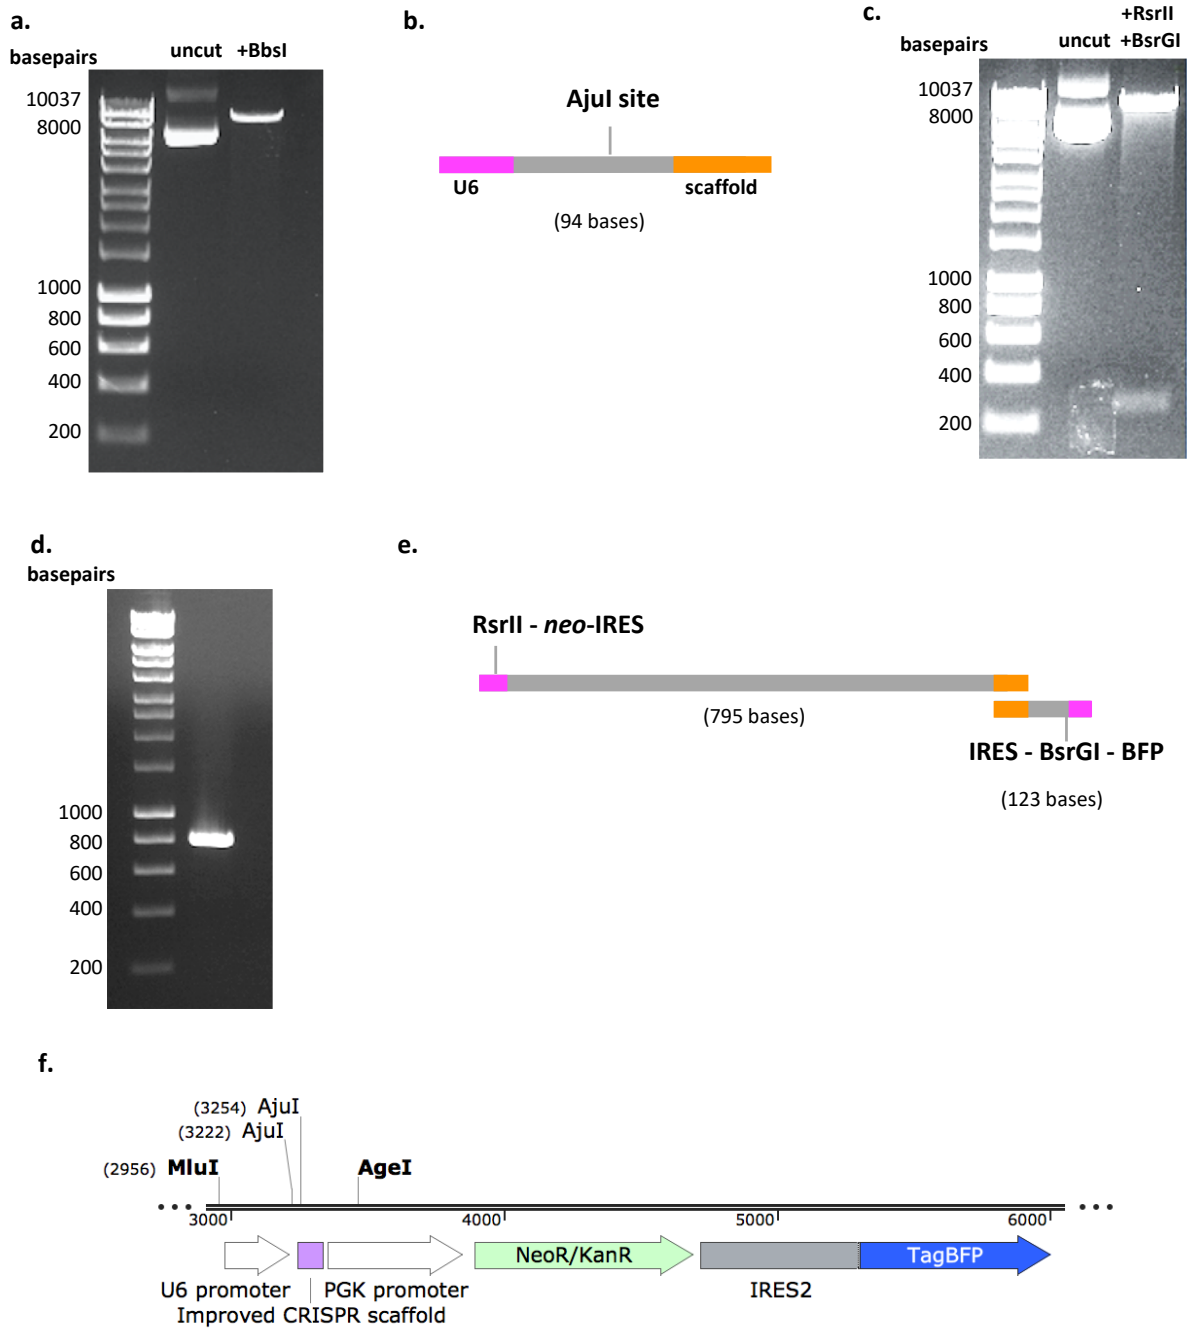 a.
basepairs
uncut +BbsI
10037
8000
1000
800
600
400
200
b.
AjuI site
U6
scaffold
(94 bases)
c.
+RsrII
basepairs
uncut +BsrGI
10037
8000
1000
800
600
400
200
d.
basepairs
1000
800
600
400
200
e.
RsrII - neo-IRES
(795 bases)
IRES - BsrGI - BFP
(123 bases)
f.
(3254) AjuI
(3222) AjuI
(2956) MluI
AgeI
3000 4000 5000 6000
NeoR/KanR
TagBFP
U6 promoter PGK promoter IRES2
Improved CRISPR scaffold